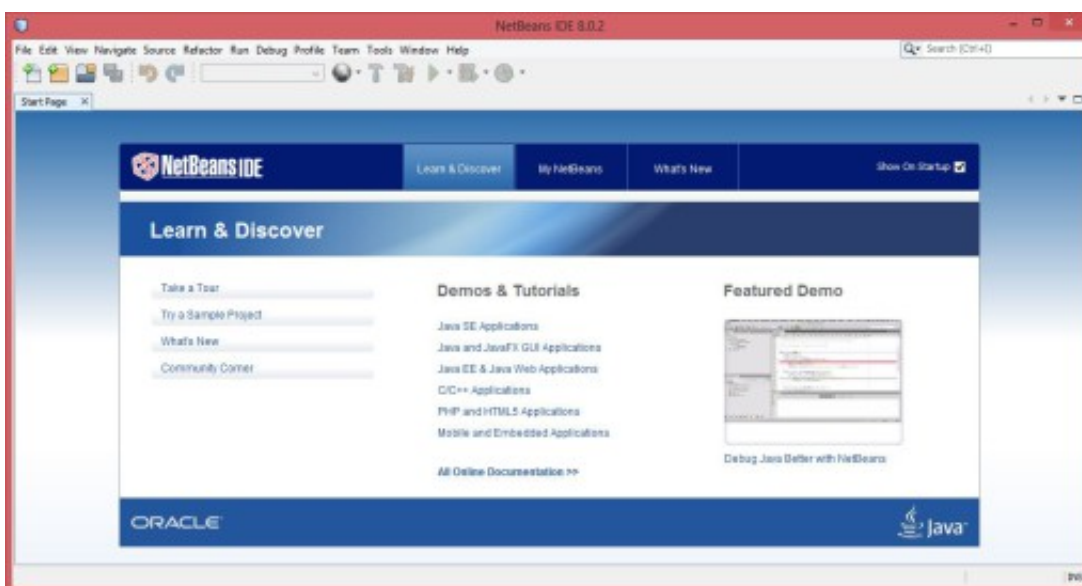 NetBeans IDE 8.0.2
File Edit View Navigate Source Refactor Run Debug Profile Team Tools Window Help
Search (Ctrl+I)
Start Page
NetBeans IDE
Learn & Discover
My NetBeans
What's New
Show On Startup
Learn & Discover
Take a Tour
Try a Sample Project
What's New
Community Corner
Demos & Tutorials
Java SE Applications
Java and JavaFX GUI Applications
Java EE & Java Web Applications
C/C++ Applications
PHP and HTML5 Applications
Mobile and Embedded Applications
All Online Documentation >>
Featured Demo
Debug Java Better with NetBeans
ORACLE
Java